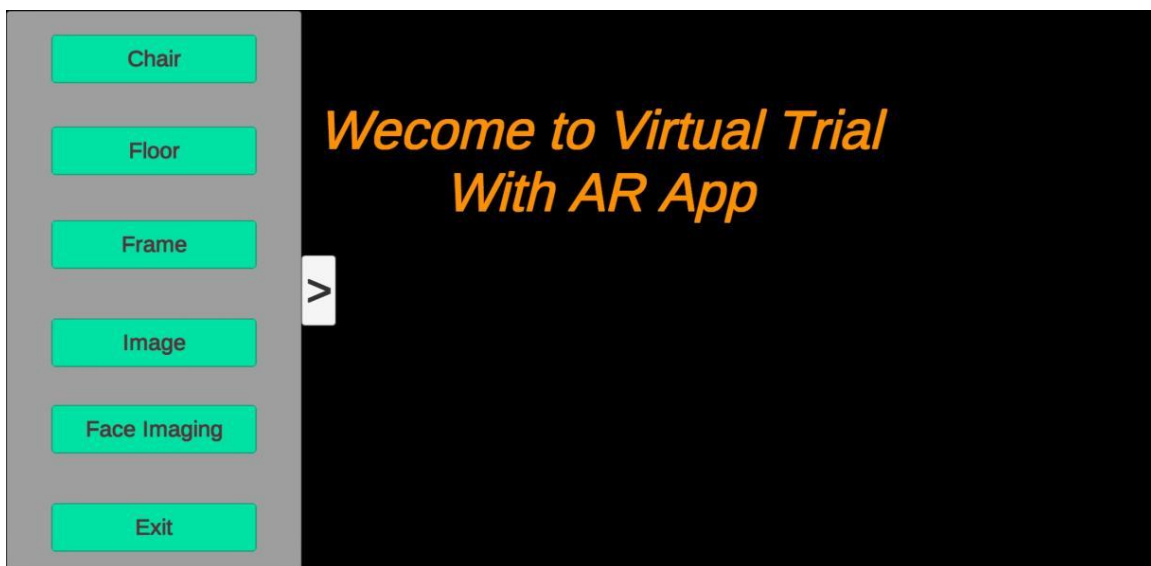 Chair
Floor
Frame
Image
Face Imaging
Exit
>
Wecome to Virtual Trial
With AR App